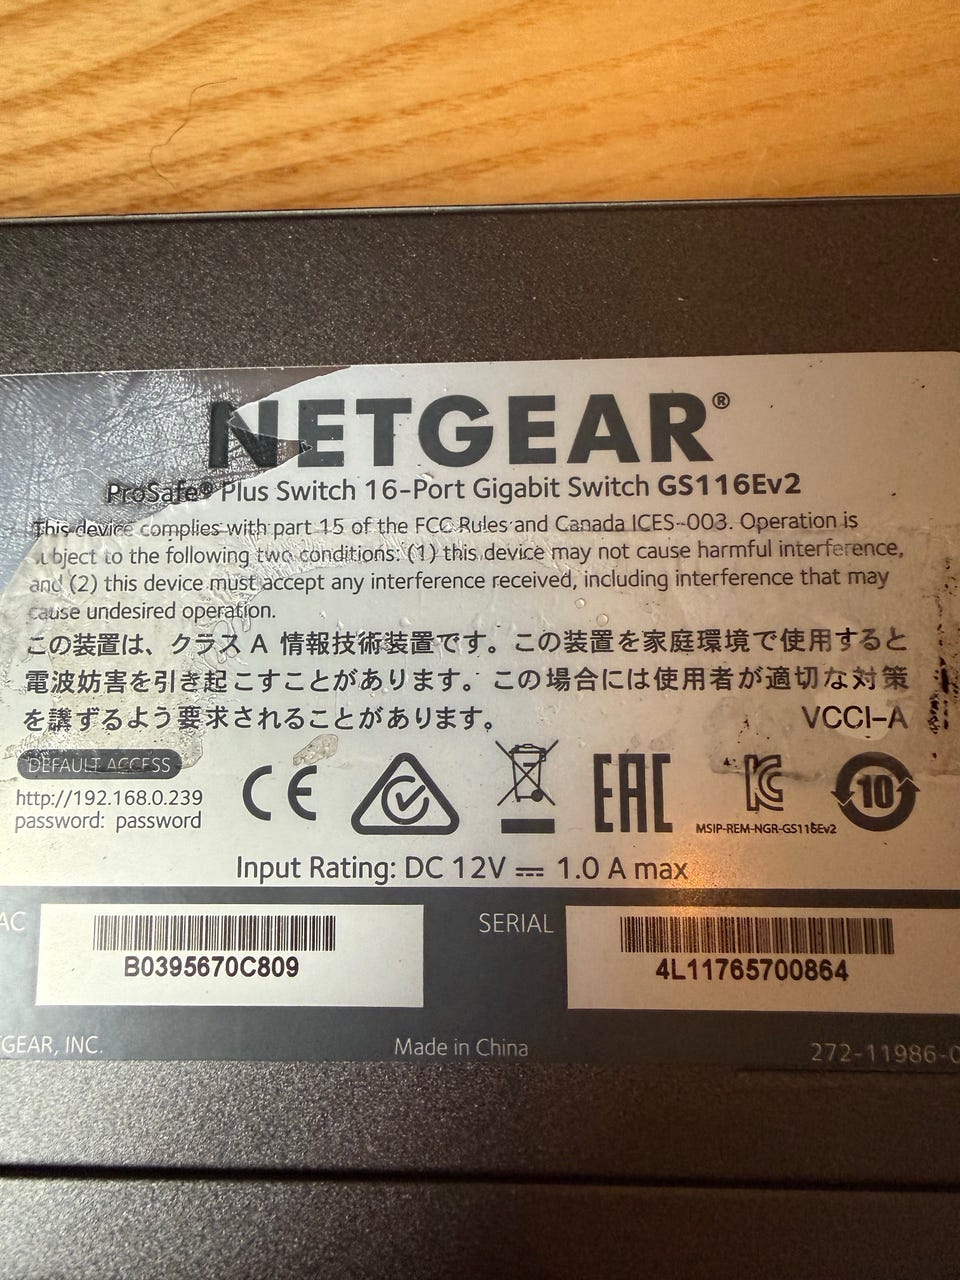 NETGEAR®
ProSafe® Plus Switch 16-Port Gigabit Switch GS116Ev2
This device complies with part 15 of the FCC Rules and Canada ICES-003. Operation is
subject to the following two conditions: (1) this device may not cause harmful interference,
and (2) this device must accept any interference received, including interference that may
cause undesired operation.
この装置は、クラス A 情報技術装置です。この装置を家庭環境で使用すると
電波妨害を引き起こすことがあります。この場合には使用者が適切な対策
を講ずるよう要求されることがあります。 VCCI-A
DEFAULT ACCESS
http://192.168.0.239
password: password
CE
EAC
KC
MSIP-REM-NGR-GS116Ev2
10
Input Rating: DC 12V ⎓ 1.0 A max
AC
B0395670C809
SERIAL
4L11765700864
GEAR, INC.
Made in China
272-11986-0